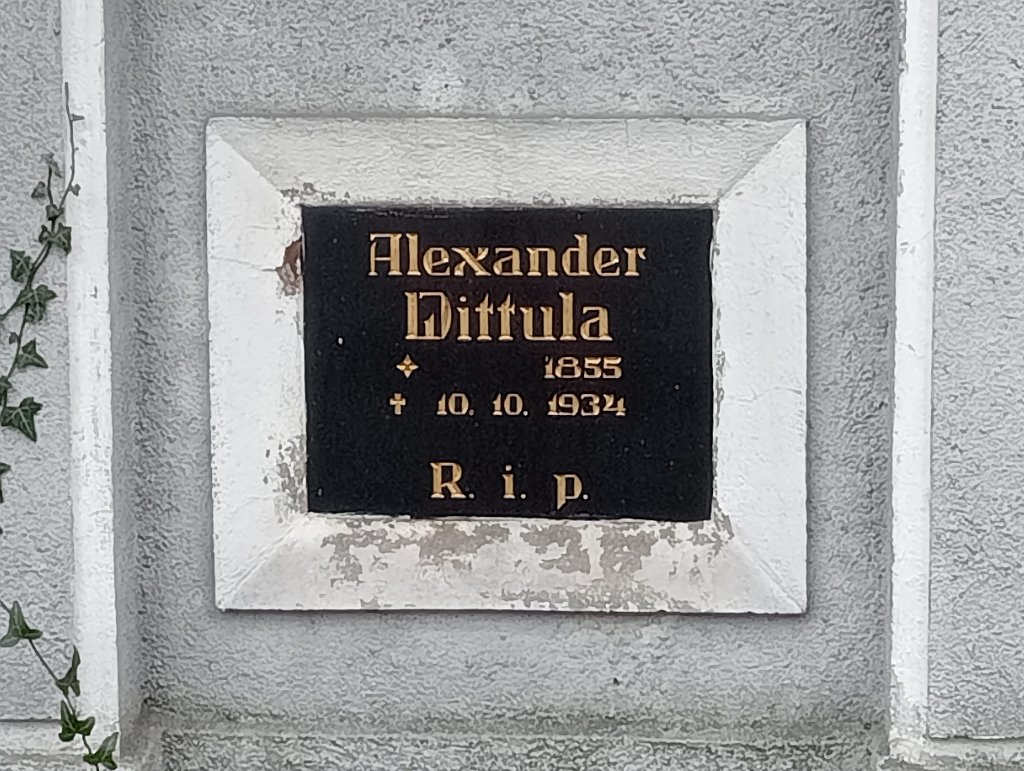 Alexander
Wittula
✧ 1855
✝ 10. 10. 1934
R. i. p.